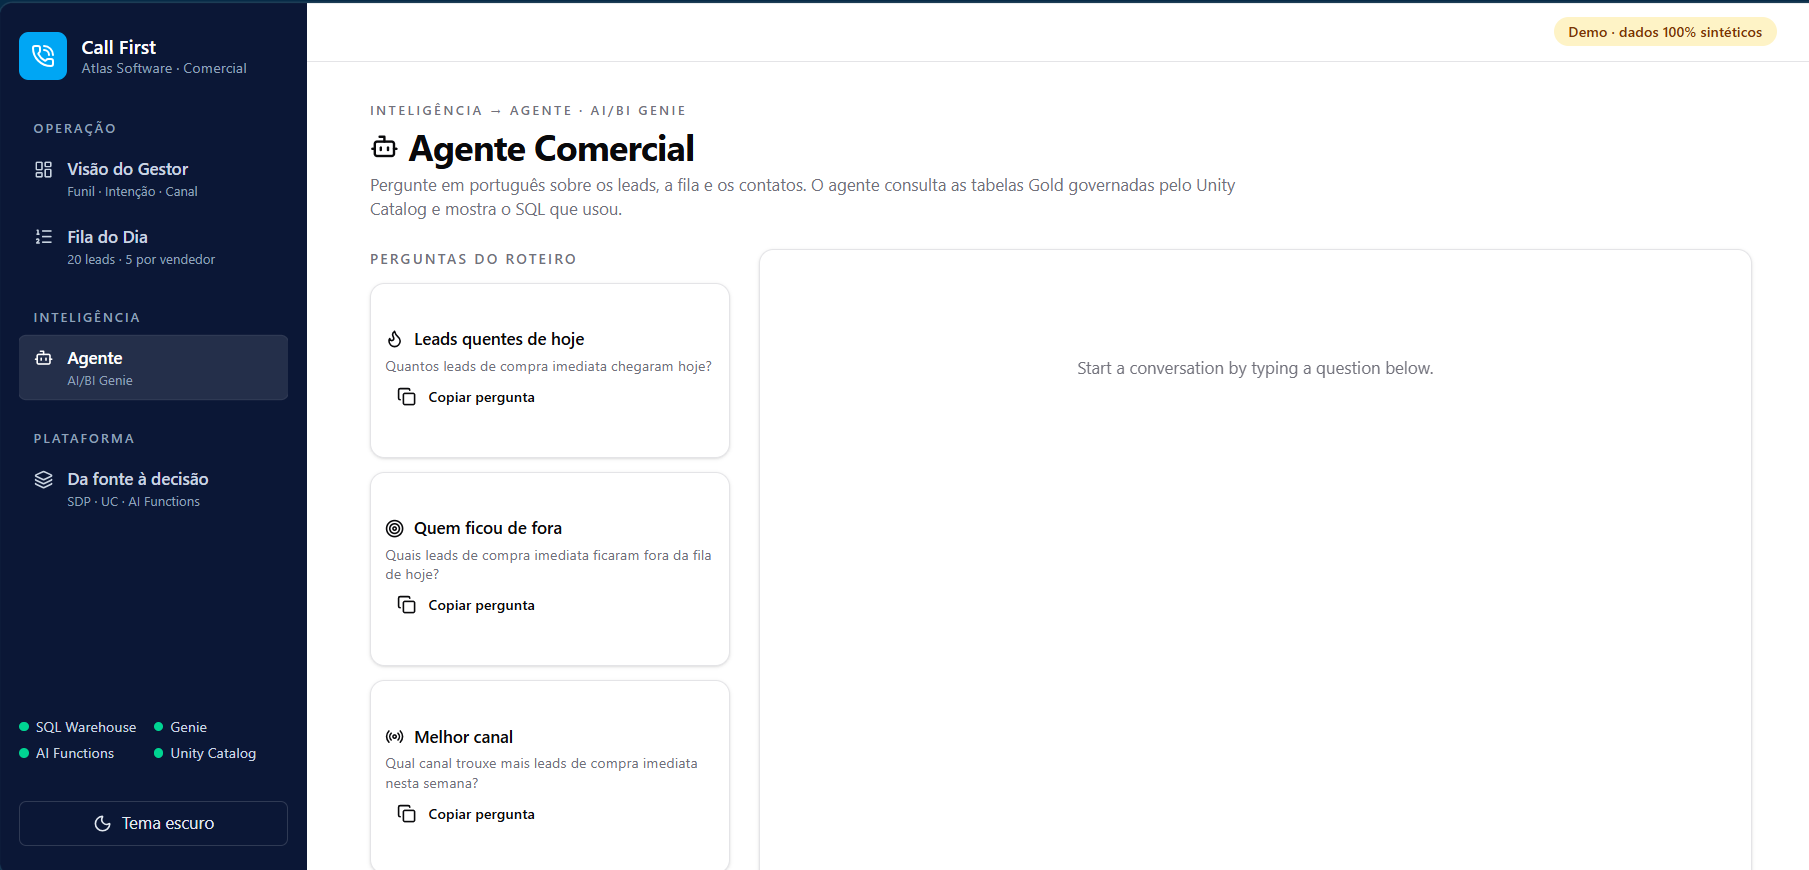 Call First
Atlas Software · Comercial
OPERAÇÃO
Visão do Gestor
Funil · Intenção · Canal
Fila do Dia
20 leads · 5 por vendedor
INTELIGÊNCIA
Agente
AI/BI Genie
PLATAFORMA
Da fonte à decisão
SDP · UC · AI Functions
SQL Warehouse
Genie
AI Functions
Unity Catalog
Tema escuro
Demo · dados 100% sintéticos
INTELIGÊNCIA → AGENTE · AI/BI GENIE
Agente Comercial
Pergunte em português sobre os leads, a fila e os contatos. O agente consulta as tabelas Gold governadas pelo Unity
Catalog e mostra o SQL que usou.
PERGUNTAS DO ROTEIRO
Leads quentes de hoje
Quantos leads de compra imediata chegaram hoje?
Copiar pergunta
Quem ficou de fora
Quais leads de compra imediata ficaram fora da fila
de hoje?
Copiar pergunta
Melhor canal
Qual canal trouxe mais leads de compra imediata
nesta semana?
Copiar pergunta
Start a conversation by typing a question below.